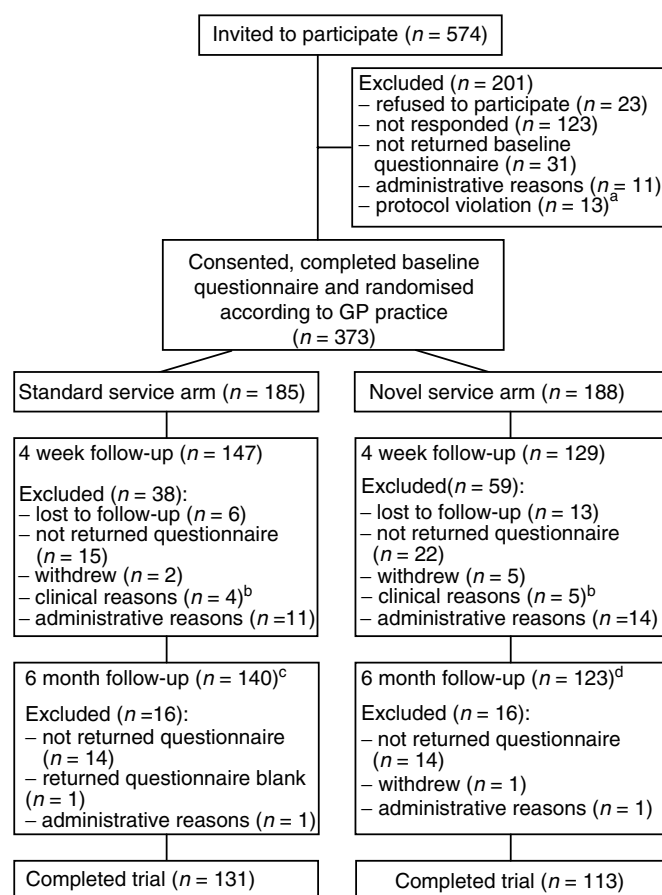 Invited to participate (n = 574)
Excluded (n = 201)
– refused to participate (n = 23)
– not responded (n = 123)
– not returned baseline
questionnaire (n = 31)
– administrative reasons (n = 11)
– protocol violation (n = 13)a
Consented, completed baseline
questionnaire and randomised
according to GP practice
(n = 373)
Standard service arm (n = 185)
4 week follow-up (n = 147)
Excluded (n = 38):
– lost to follow-up (n = 6)
– not returned questionnaire
(n = 15)
– withdrew (n = 2)
– clinical reasons (n = 4)b
– administrative reasons (n =11)
6 month follow-up (n = 140)c
Excluded (n =16):
– not returned questionnaire
(n = 14)
– returned questionnaire blank
(n = 1)
– administrative reasons (n = 1)
Completed trial (n = 131)
Novel service arm (n = 188)
4 week follow-up (n = 129)
Excluded(n = 59):
– lost to follow-up (n = 13)
– not returned questionnaire
(n = 22)
– withdrew (n = 5)
– clinical reasons (n = 5)b
– administrative reasons (n =14)
6 month follow-up (n = 123)d
Excluded (n = 16):
– not returned questionnaire
(n = 14)
– withdrew (n = 1)
– administrative reasons (n = 1)
Completed trial (n = 113)